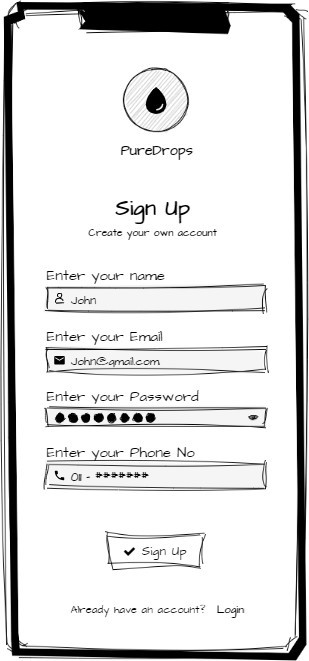 PureDrops
Sign Up
Create your own account
Enter your name
John
Enter your Email
John@gmail.com
Enter your Password
●●●●●●●●
Enter your Phone No
011 - *******
Sign Up
Already have an account? Login